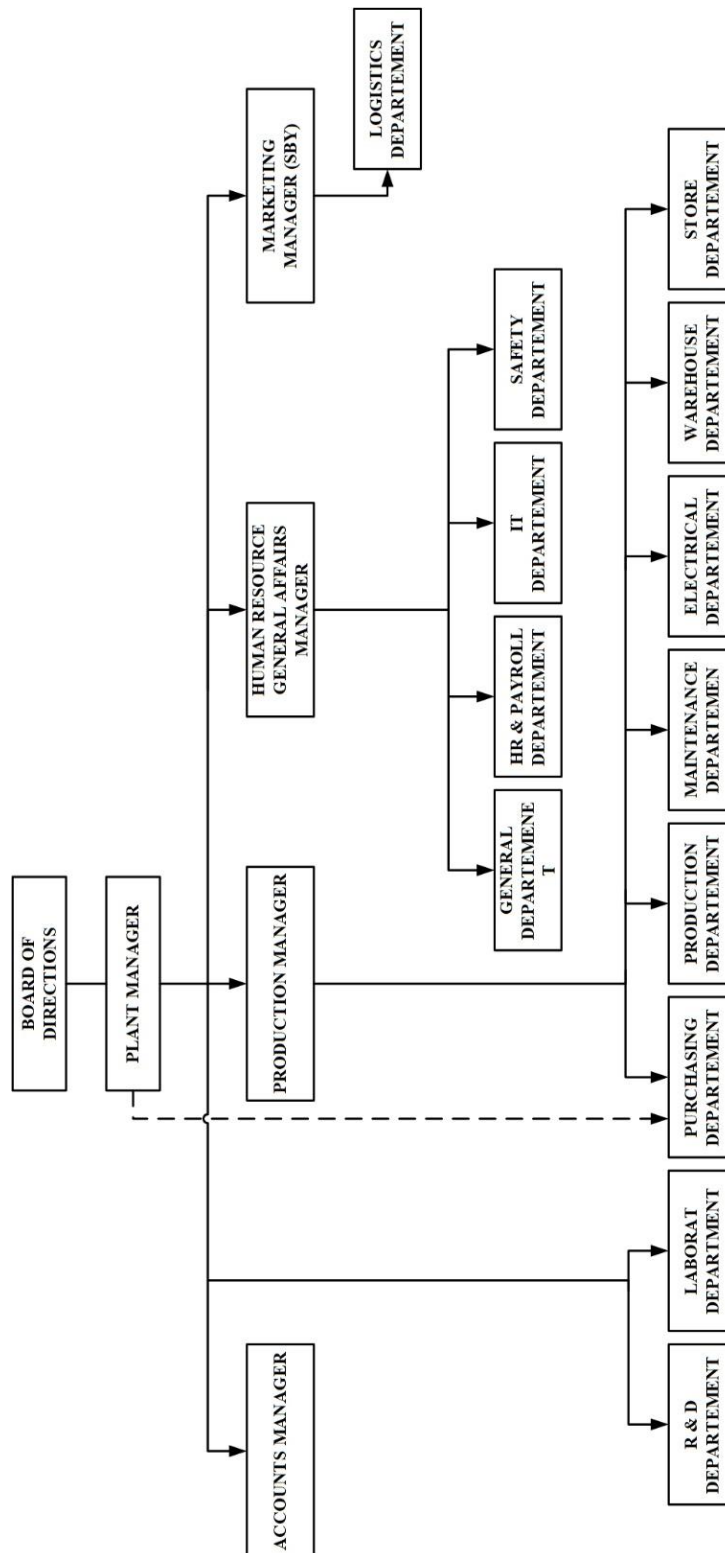 BOARD OF
DIRECTIONS
PLANT MANAGER
ACCOUNTS MANAGER
PRODUCTION MANAGER
HUMAN RESOURCE
GENERAL AFFAIRS
MANAGER
MARKETING
MANAGER (SBY)
LOGISTICS
DEPARTEMENT
GENERAL
DEPARTEMENE
T
HR & PAYROLL
DEPARTEMENT
IT
DEPARTEMENT
SAFETY
DEPARTEMENT
R & D
DEPARTEMENT
LABORAT
DEPARTMENT
PURCHASING
DEPARTEMENT
PRODUCTION
DEPARTEMENT
MAINTENANCE
DEPARTEMEN
ELECTRICAL
DEPARTEMENT
WAREHOUSE
DEPARTEMENT
STORE
DEPARTEMENT